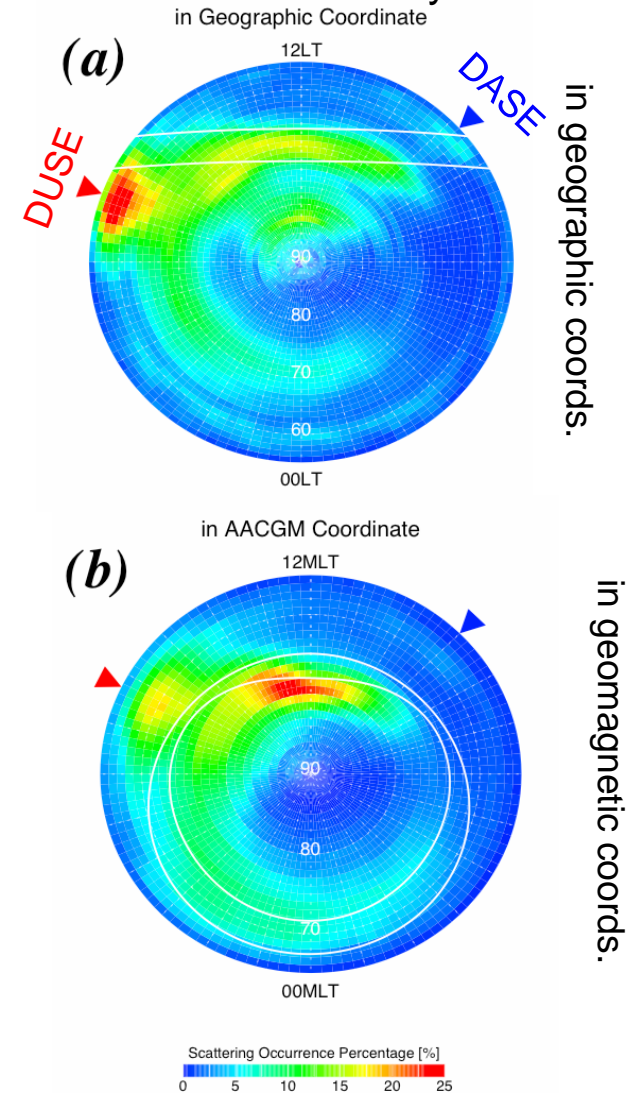 in Geographic Coordinate
(a)
12LT
DASE
DUSE
in geographic coords.
90
80
70
60
00LT
in AACGM Coordinate
(b)
12MLT
in geomagnetic coords.
90
80
70
00MLT
Scattering Occurrence Percentage [%]
0 5 10 15 20 25